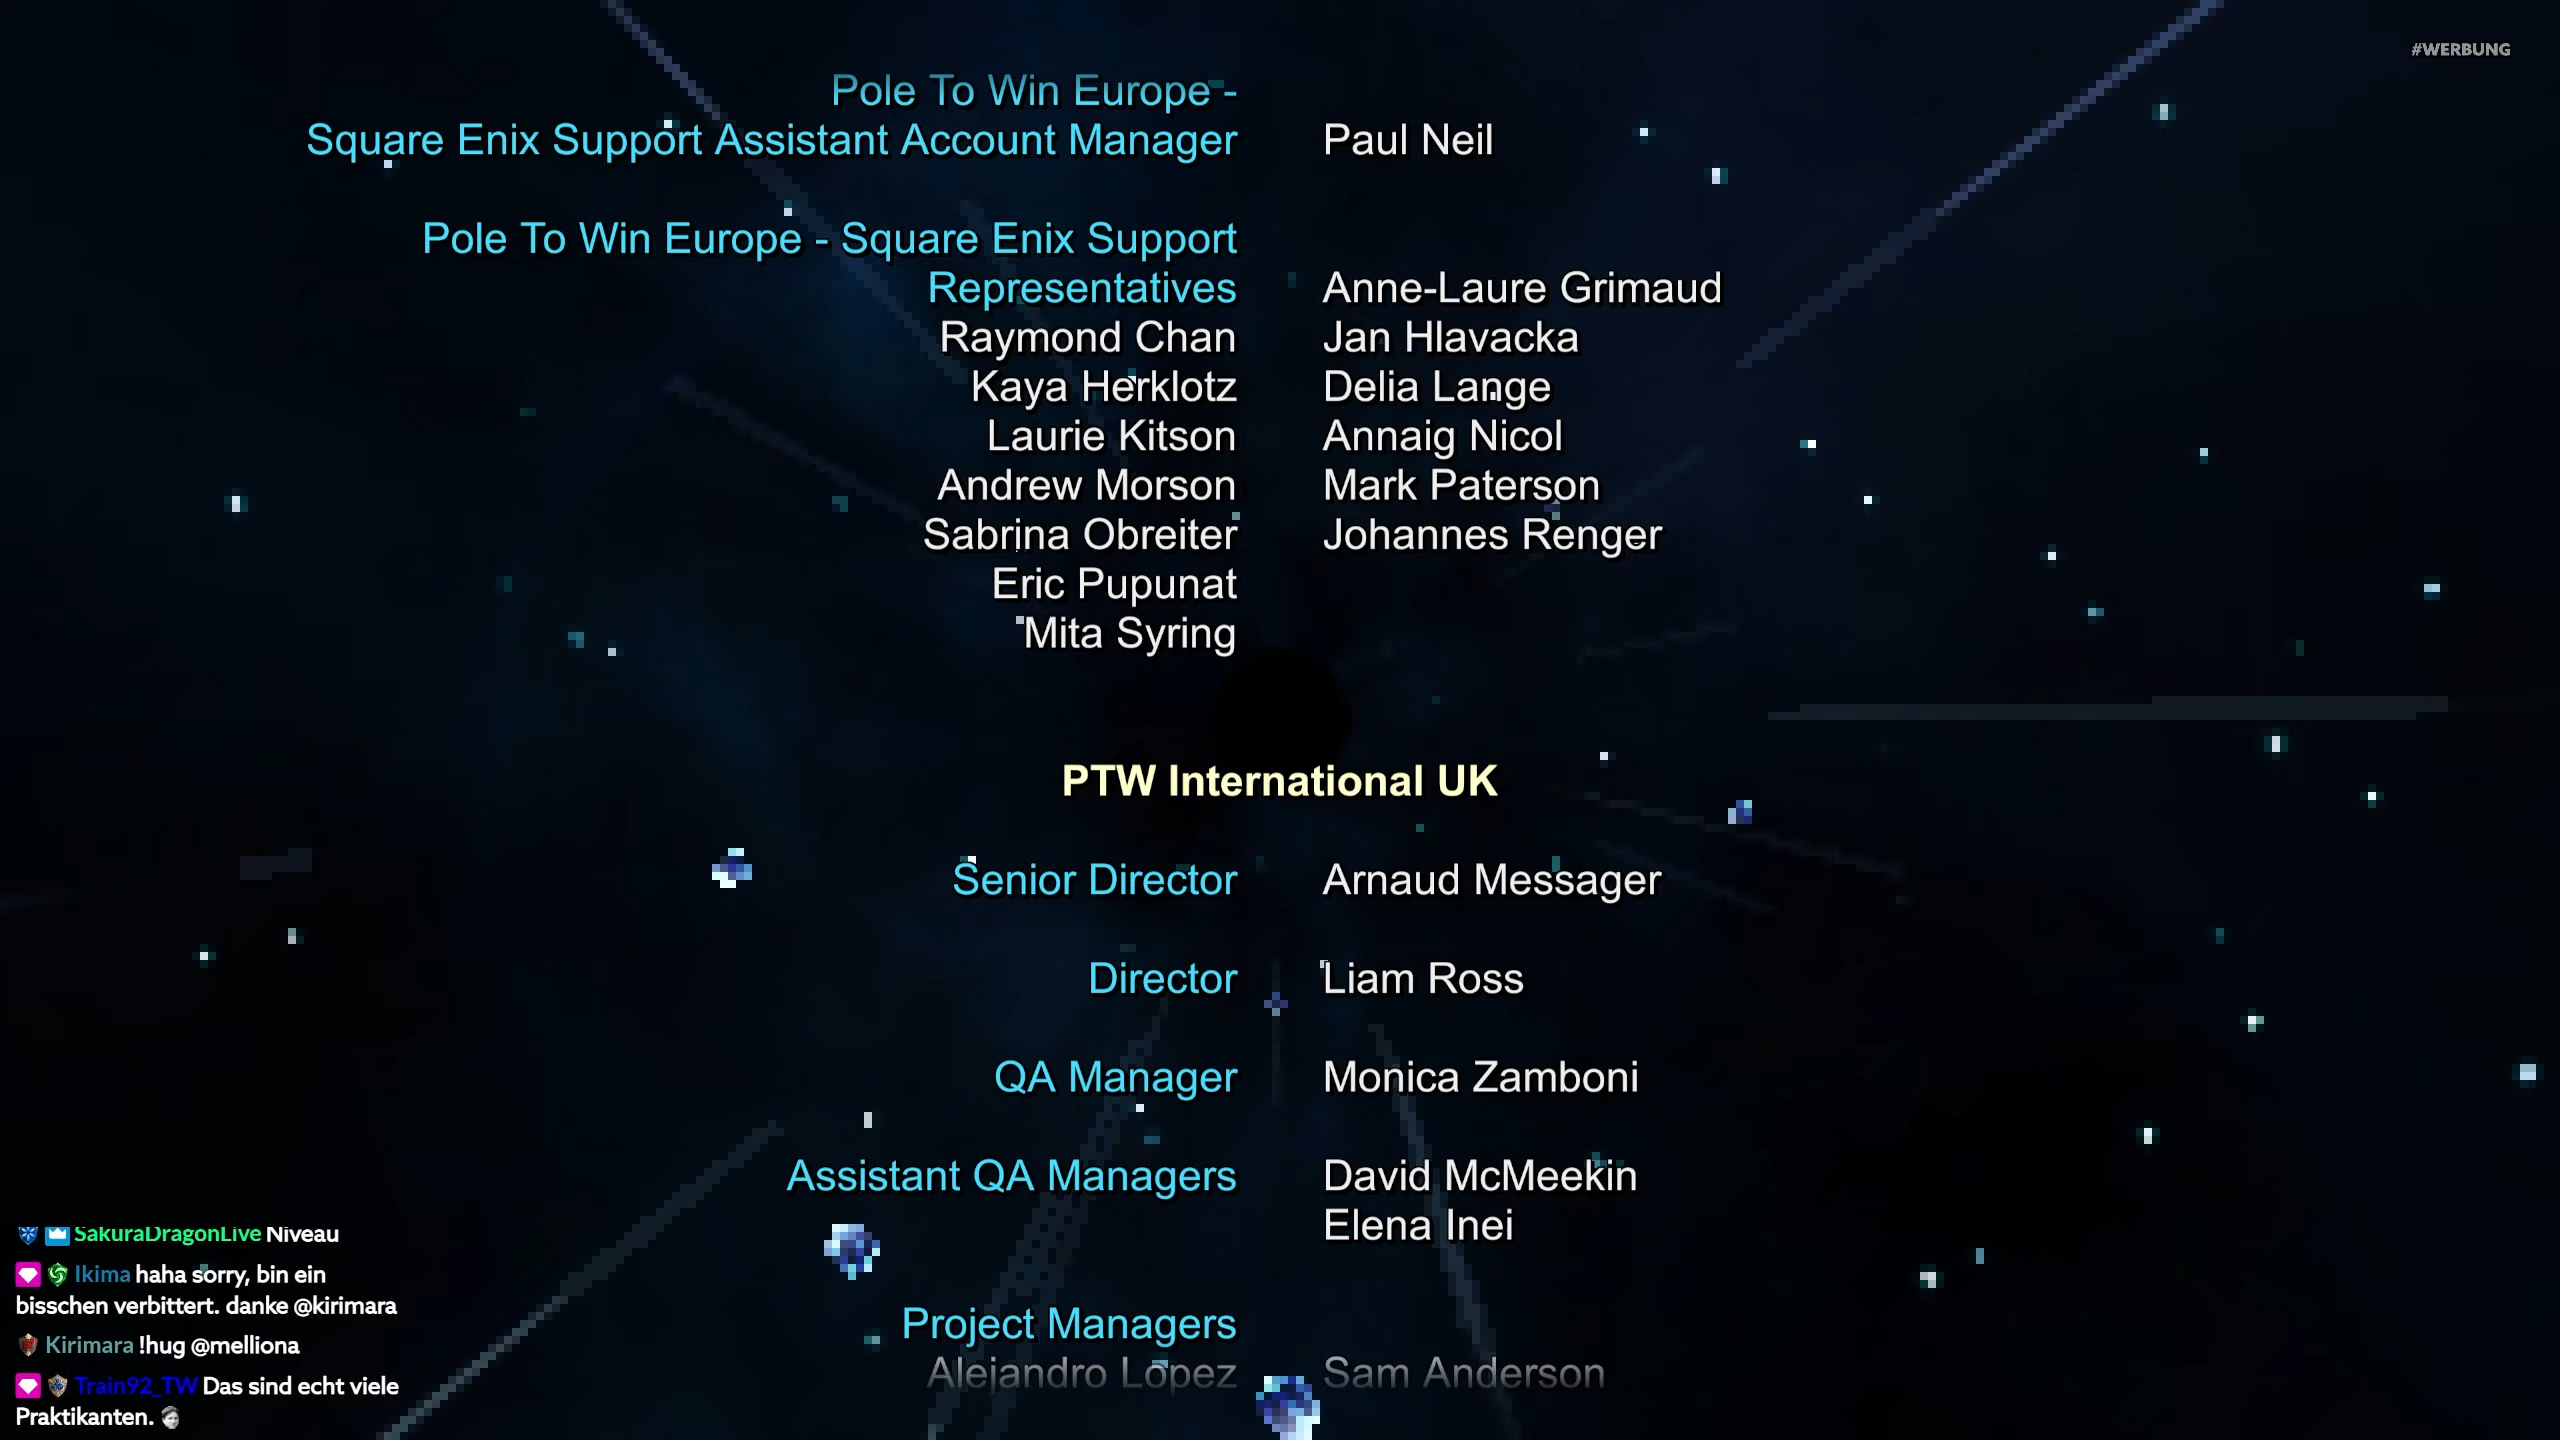 #WERBUNG
Pole To Win Europe -
Square Enix Support Assistant Account Manager Paul Neil
Pole To Win Europe - Square Enix Support
Representatives Anne-Laure Grimaud
Raymond Chan Jan Hlavacka
Kaya Herklotz Delia Lange
Laurie Kitson Annaig Nicol
Andrew Morson Mark Paterson
Sabrina Obreiter Johannes Renger
Eric Pupunat
Mita Syring
PTW International UK
Senior Director Arnaud Messager
Director Liam Ross
QA Manager Monica Zamboni
Assistant QA Managers David McMeekin
Elena Inei
Project Managers
Alejandro Lopez Sam Anderson
SakuraDragonLive Niveau
Ikima haha sorry, bin ein
bisschen verbittert. danke @kirimara
Kirimara !hug @melliona
Train92_TW Das sind echt viele
Praktikanten.